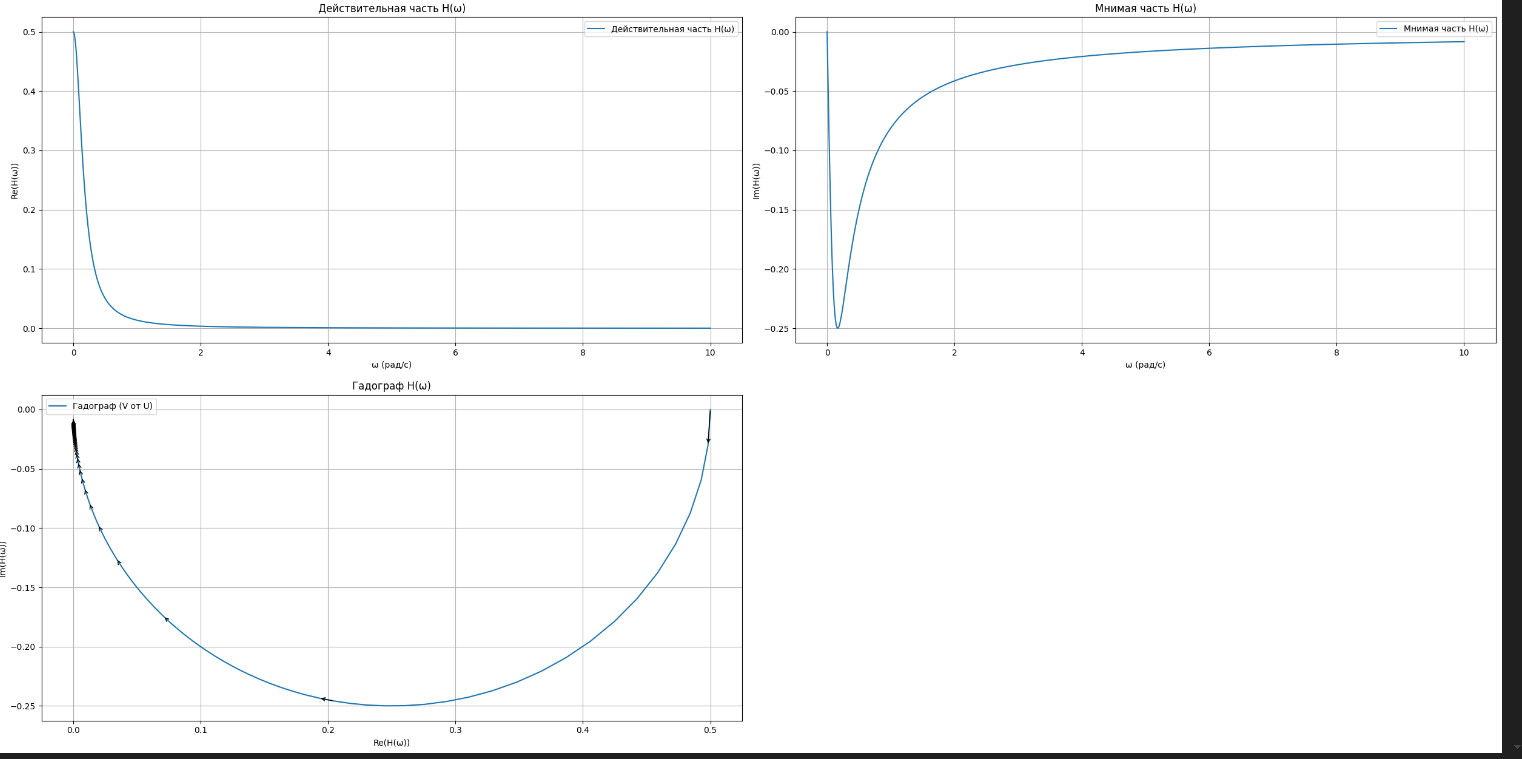 Действительная часть H(ω)
Действительная часть H(ω)
0.5
0.4
0.3
0.2
0.1
0.0
Re(H(ω))
0 2 4 6 8 10
ω (рад/с)
Мнимая часть H(ω)
Мнимая часть H(ω)
0.00
−0.05
−0.10
−0.15
−0.20
−0.25
Im(H(ω))
0 2 4 6 8 10
ω (рад/с)
Гадограф H(ω)
Гадограф (V от U)
0.00
−0.05
−0.10
−0.15
−0.20
−0.25
Im(H(ω))
0.0 0.1 0.2 0.3 0.4 0.5
Re(H(ω))